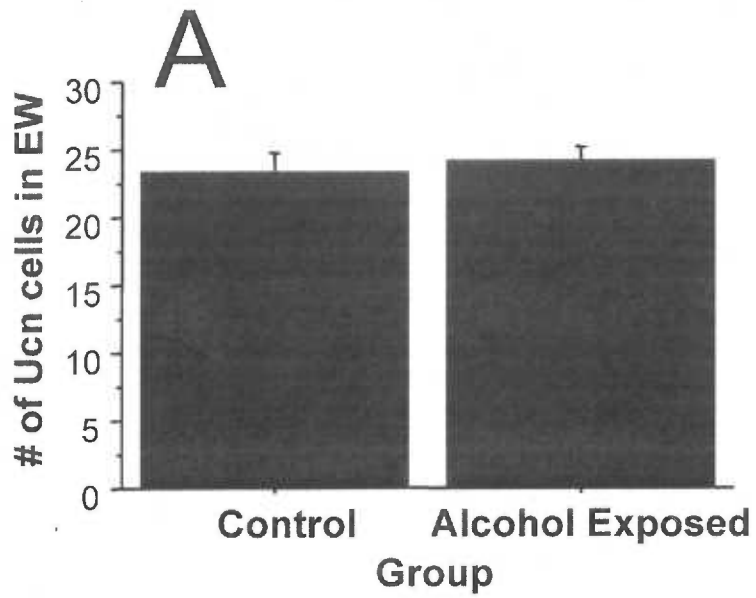 A
# of Ucn cells in EW
30
25
20
15
10
5
0
Control
Alcohol Exposed
Group